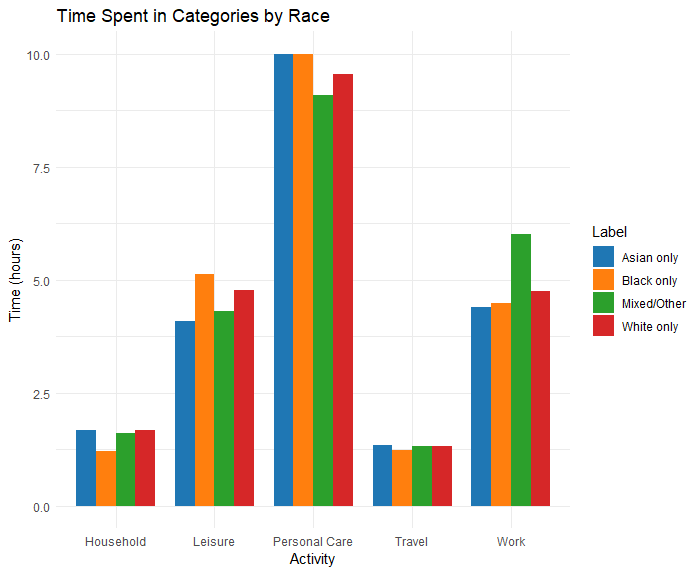 Time Spent in Categories by Race
Time (hours)
10.0
7.5
5.0
2.5
0.0
Household
Leisure
Personal Care
Travel
Work
Activity
Label
Asian only
Black only
Mixed/Other
White only